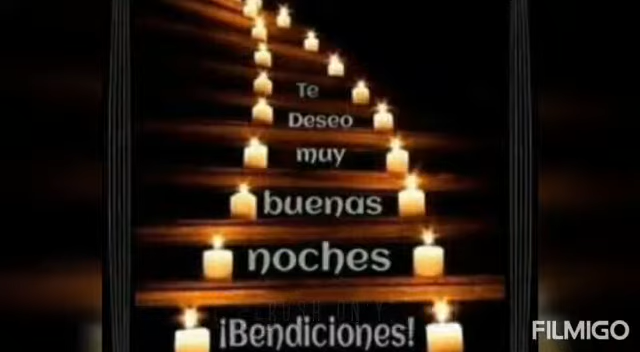 Te
Deseo
muy
buenas
noches
¡Bendiciones!
FILMIGO